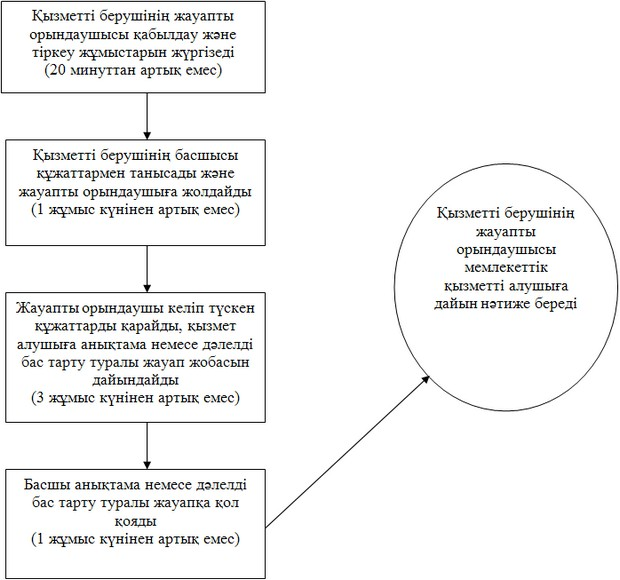 Қызметті берушінің жауапты
орындаушысы қабылдау және
тіркеу жұмыстарын жүргізеді
(20 минуттан артық емес)
Қызметті берушінің басшысы
құжаттармен танысады және
жауапты орындаушыға жолдайды
(1 жұмыс күнінен артық емес)
Жауапты орындаушы келіп түскен
құжаттарды қарайды, қызмет
алушыға анықтама немесе дәлелді
бас тарту туралы жауап жобасын
дайындайды
(3 жұмыс күнінен артық емес)
Басшы анықтама немесе дәлелді
бас тарту туралы жауапқа қол
қояды
(1 жұмыс күнінен артық емес)
Қызметті берушінің
жауапты
орындаушысы
мемлекеттік
қызметті алушыға
дайын нәтиже береді